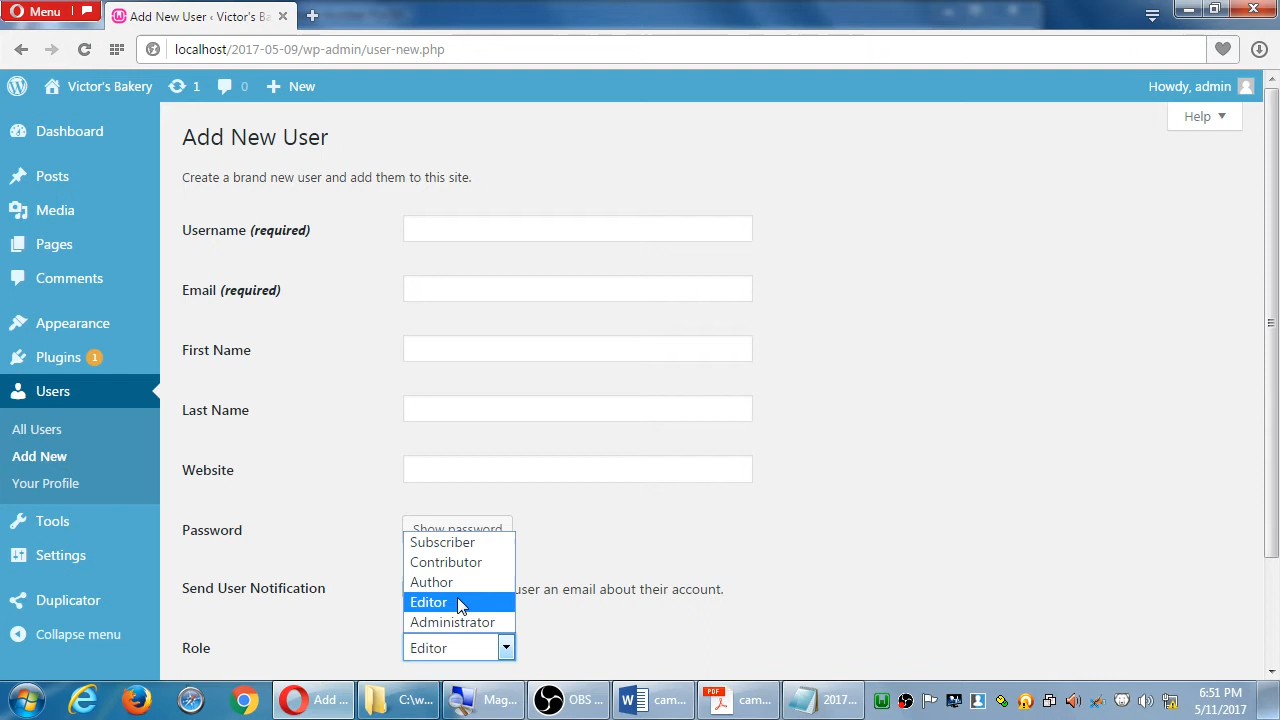 Menu
Add New User ‹ Victor's Ba
localhost/2017-05-09/wp-admin/user-new.php
Victor's Bakery 1 0 New Howdy, admin
Help
Dashboard
Posts
Media
Pages
Comments
Appearance
Plugins 1
Users
All Users
Add New
Your Profile
Tools
Settings
Duplicator
Collapse menu
Add New User
Create a brand new user and add them to this site.
Username (required)
Email (required)
First Name
Last Name
Website
Password Show password
Send User Notification user an email about their account.
Subscriber
Contributor
Author
Editor
Administrator
Role Editor
Add ... C:\w... Mag... OBS ... cam... PDF cam... 2017...
6:51 PM
5/11/2017